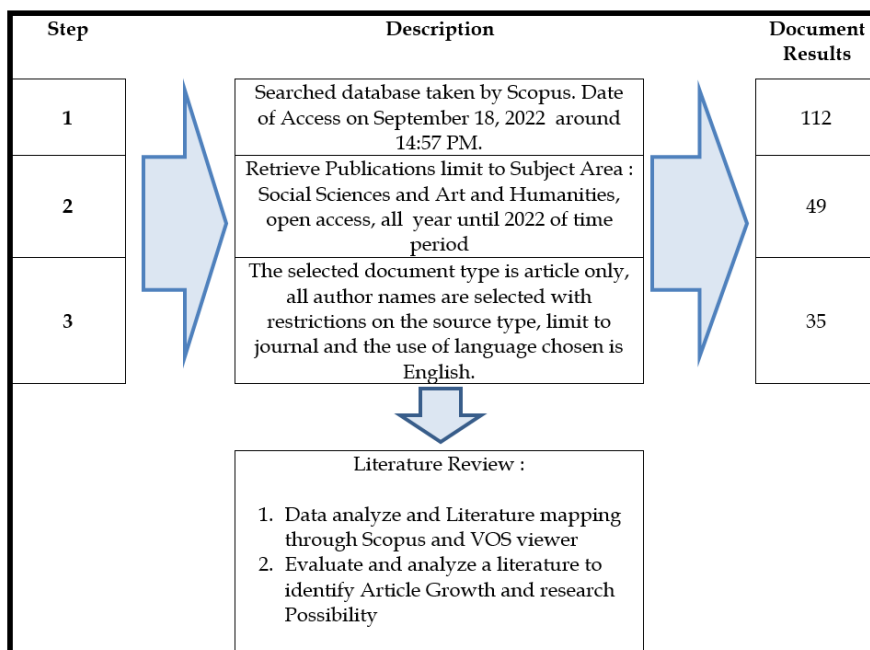 Step Description Document
Results
1
Searched database taken by Scopus. Date
of Access on September 18, 2022 around
14:57 PM.
112
2
Retrieve Publications limit to Subject Area :
Social Sciences and Art and Humanities,
open access, all year until 2022 of time
period
49
3
The selected document type is article only,
all author names are selected with
restrictions on the source type, limit to
journal and the use of language chosen is
English.
35
Literature Review :
1. Data analyze and Literature mapping
through Scopus and VOS viewer
2. Evaluate and analyze a literature to
identify Article Growth and research
Possibility